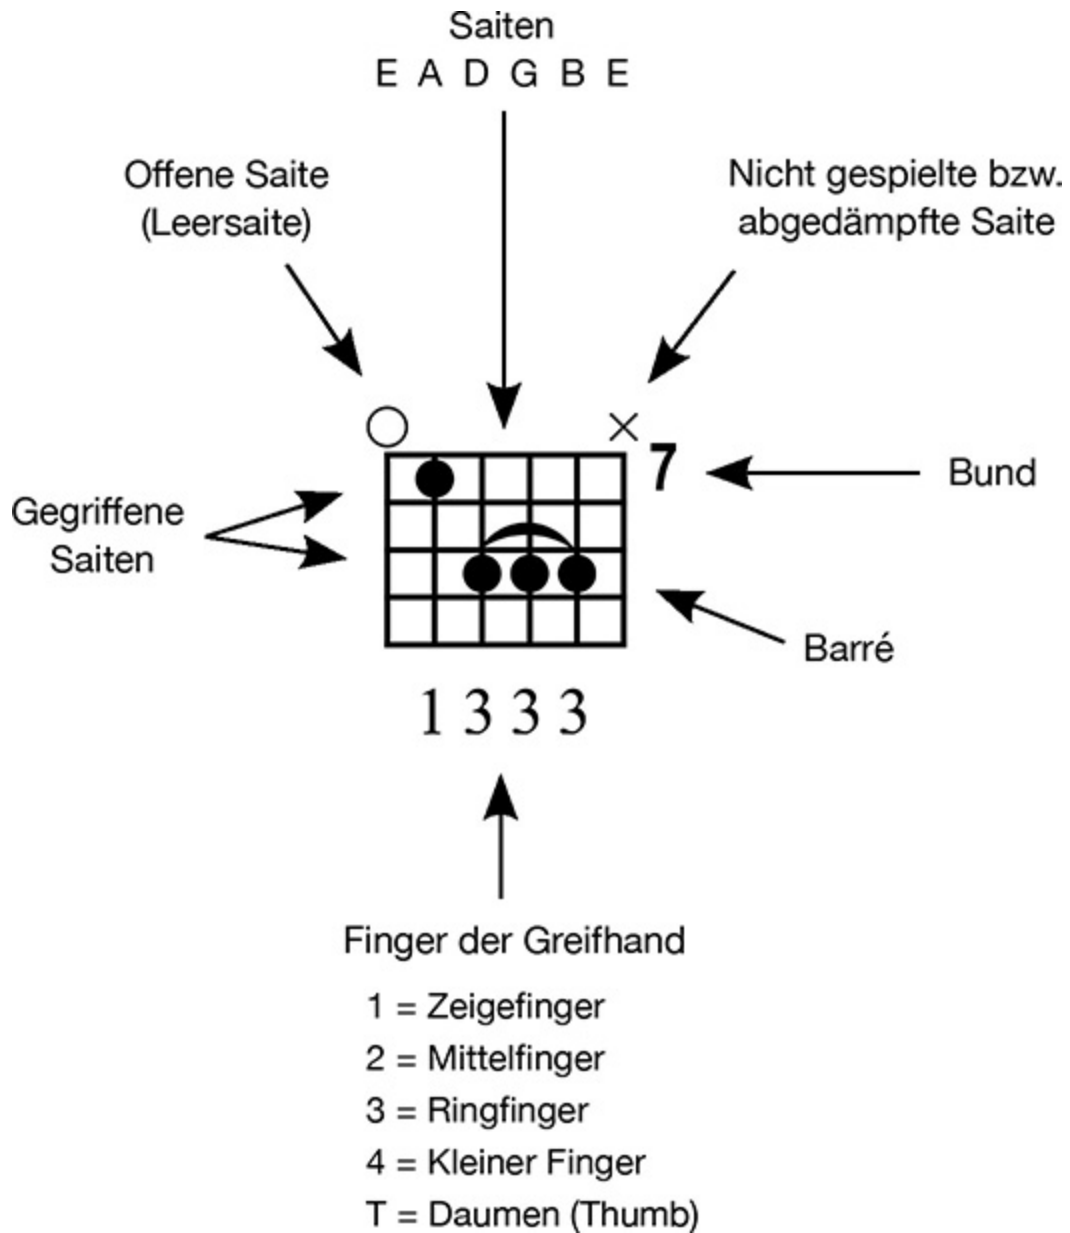 Saiten
E A D G B E
Offene Saite
(Leersaite)
Nicht gespielte bzw.
abgedämpfte Saite
7
Bund
Gegriffene
Saiten
Barré
1 3 3 3
Finger der Greifhand
1 = Zeigefinger
2 = Mittelfinger
3 = Ringfinger
4 = Kleiner Finger
T = Daumen (Thumb)